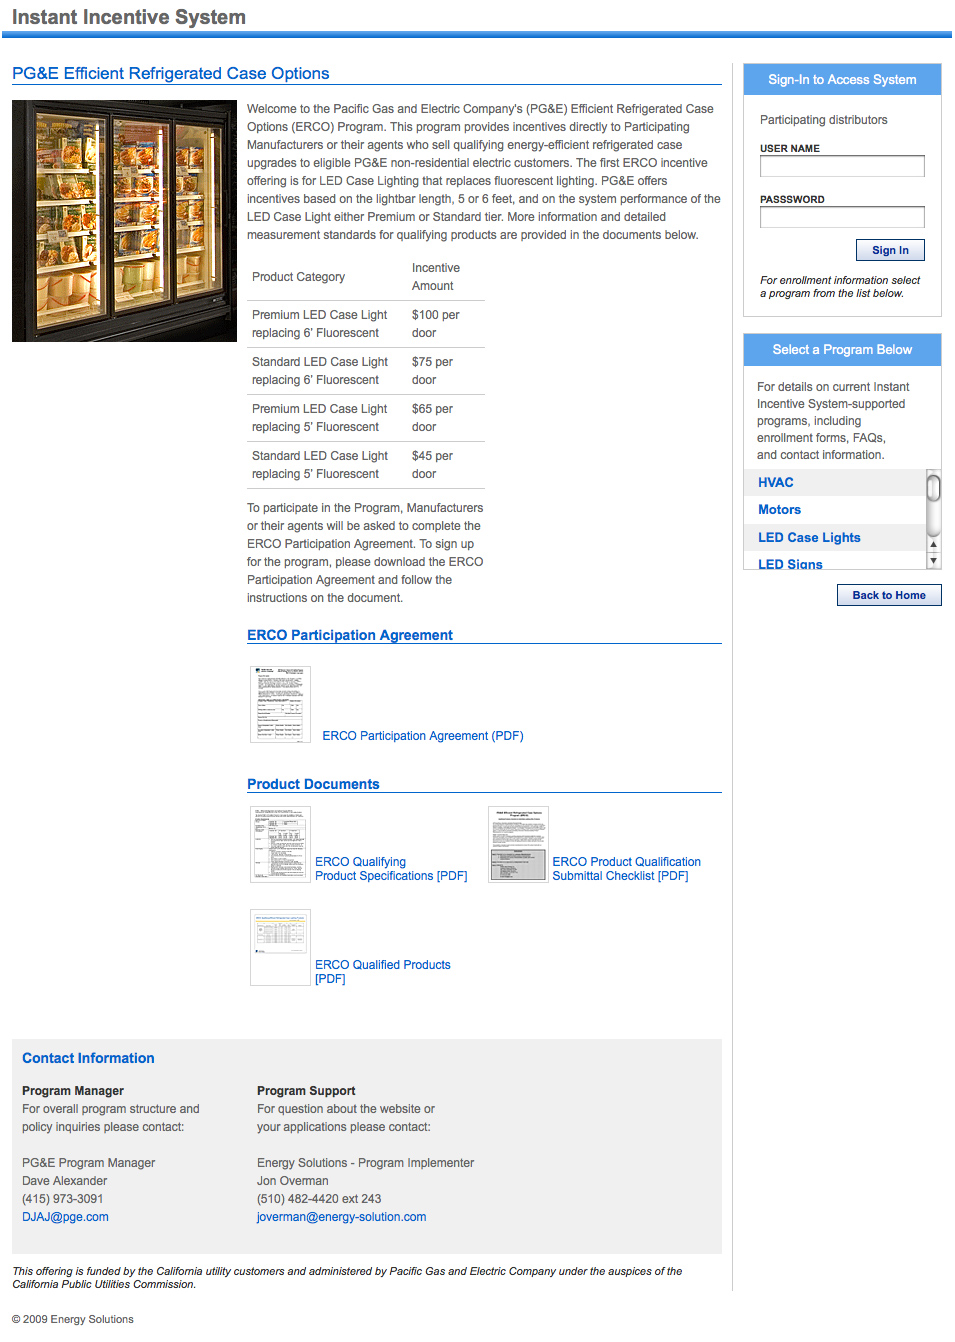 Instant Incentive System
PG&E Efficient Refrigerated Case Options
Welcome to the Pacific Gas and Electric Company's (PG&E) Efficient Refrigerated Case
Options (ERCO) Program. This program provides incentives directly to Participating
Manufacturers or their agents who sell qualifying energy-efficient refrigerated case
upgrades to eligible PG&E non-residential electric customers. The first ERCO incentive
offering is for LED Case Lighting that replaces fluorescent lighting. PG&E offers
incentives based on the lightbar length, 5 or 6 feet, and on the system performance of the
LED Case Light either Premium or Standard tier. More information and detailed
measurement standards for qualifying products are provided in the documents below.
Product Category
Incentive
Amount
Premium LED Case Light
replacing 6' Fluorescent
$100 per
door
Standard LED Case Light
replacing 6' Fluorescent
$75 per
door
Premium LED Case Light
replacing 5' Fluorescent
$65 per
door
Standard LED Case Light
replacing 5' Fluorescent
$45 per
door
To participate in the Program, Manufacturers
or their agents will be asked to complete the
ERCO Participation Agreement. To sign up
for the program, please download the ERCO
Participation Agreement and follow the
instructions on the document.
ERCO Participation Agreement
ERCO Participation Agreement (PDF)
Product Documents
ERCO Qualifying
Product Specifications [PDF]
ERCO Product Qualification
Submittal Checklist [PDF]
ERCO Qualified Products
[PDF]
Contact Information
Program Manager
For overall program structure and
policy inquiries please contact:
PG&E Program Manager
Dave Alexander
(415) 973-3091
DJAJ@pge.com
Program Support
For question about the website or
your applications please contact:
Energy Solutions - Program Implementer
Jon Overman
(510) 482-4420 ext 243
joverman@energy-solution.com
This offering is funded by the California utility customers and administered by Pacific Gas and Electric Company under the auspices of the
California Public Utilities Commission.
© 2009 Energy Solutions
Sign-In to Access System
Participating distributors
USER NAME
PASSSWORD
Sign In
For enrollment information select
a program from the list below.
Select a Program Below
For details on current Instant
Incentive System-supported
programs, including
enrollment forms, FAQs,
and contact information.
HVAC
Motors
LED Case Lights
LED Signs
Back to Home